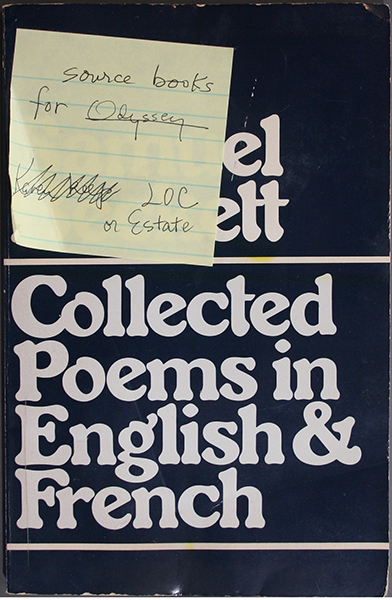 source books
for Odyssey
LOC
or Estate
el
ett
Collected
Poems in
English &
French